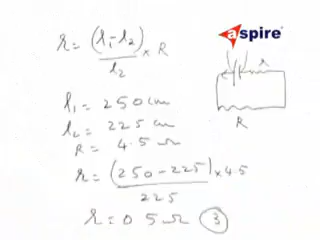 aspire
r = (l₁-l₂)/l₂ × R
r
R
l₁ = 250 cm
l₂ = 225 cm
R = 4.5 Ω
r = (250-225)/225 × 4.5
r = 0 5 Ω ③